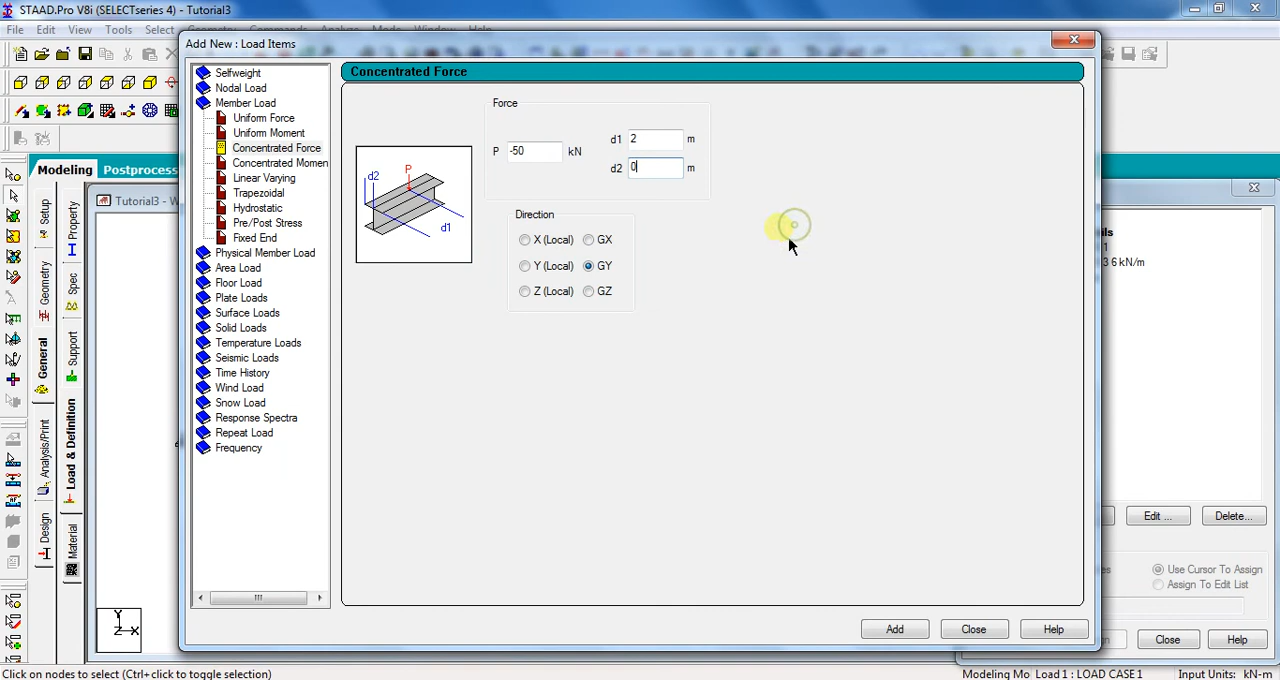 STAAD.Pro V8i (SELECTseries 4) - Tutorial3
File Edit View Tools Select
Add New : Load Items
Selfweight
Nodal Load
Member Load
Uniform Force
Uniform Moment
Concentrated Force
Concentrated Momen
Linear Varying
Trapezoidal
Hydrostatic
Pre/Post Stress
Fixed End
Physical Member Load
Area Load
Floor Load
Plate Loads
Surface Loads
Solid Loads
Temperature Loads
Seismic Loads
Time History
Wind Load
Snow Load
Response Spectra
Repeat Load
Frequency
Concentrated Force
Force
P -50 kN
d1 2 m
d2 0 m
d2 P d1
Direction
X (Local) GX
Y (Local) GY
Z (Local) GZ
Add Close Help
Modeling Postprocess
Tutorial3 - W
Setup
Geometry
General
Analysis/Print
Design
Property
Spec
Support
Load & Definition
Material
Y
Z X
ils
1
3 6 kN/m
Edit ... Delete...
es Use Cursor To Assign
Assign To Edit List
n Close Help
Click on nodes to select (Ctrl+click to toggle selection)
Modeling Mo Load 1 : LOAD CASE 1 Input Units: kN-m